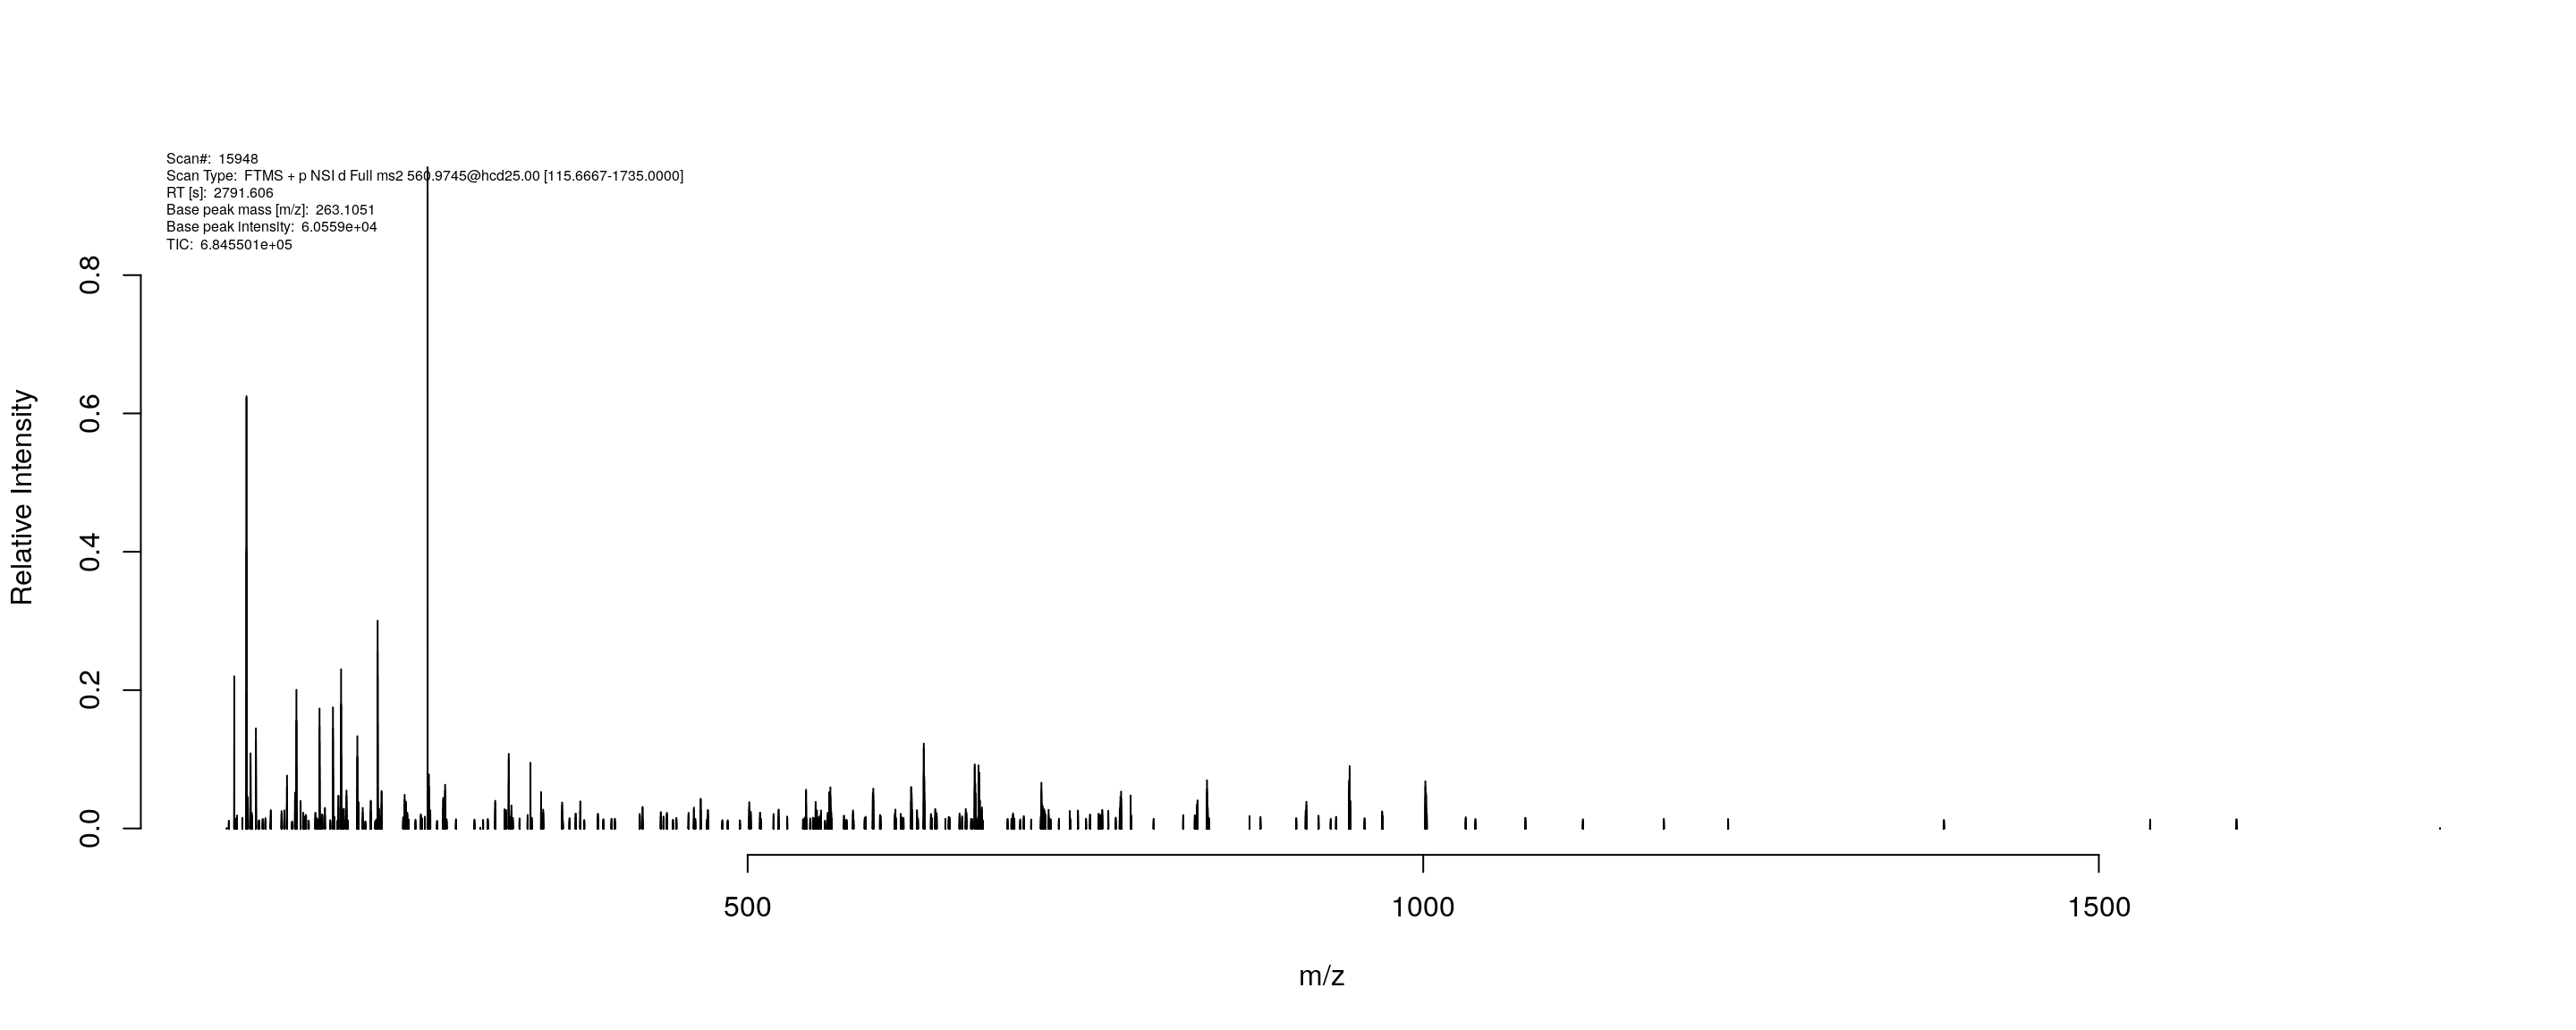 Scan#: 15948
Scan Type: FTMS + p NSI d Full ms2 560.9745@hcd25.00 [115.6667-1735.0000]
RT [s]: 2791.606
Base peak mass [m/z]: 263.1051
Base peak intensity: 6.0559e+04
TIC: 6.845501e+05
0.8
0.6
0.4
0.2
0.0
Relative Intensity
500
1000
1500
m/z